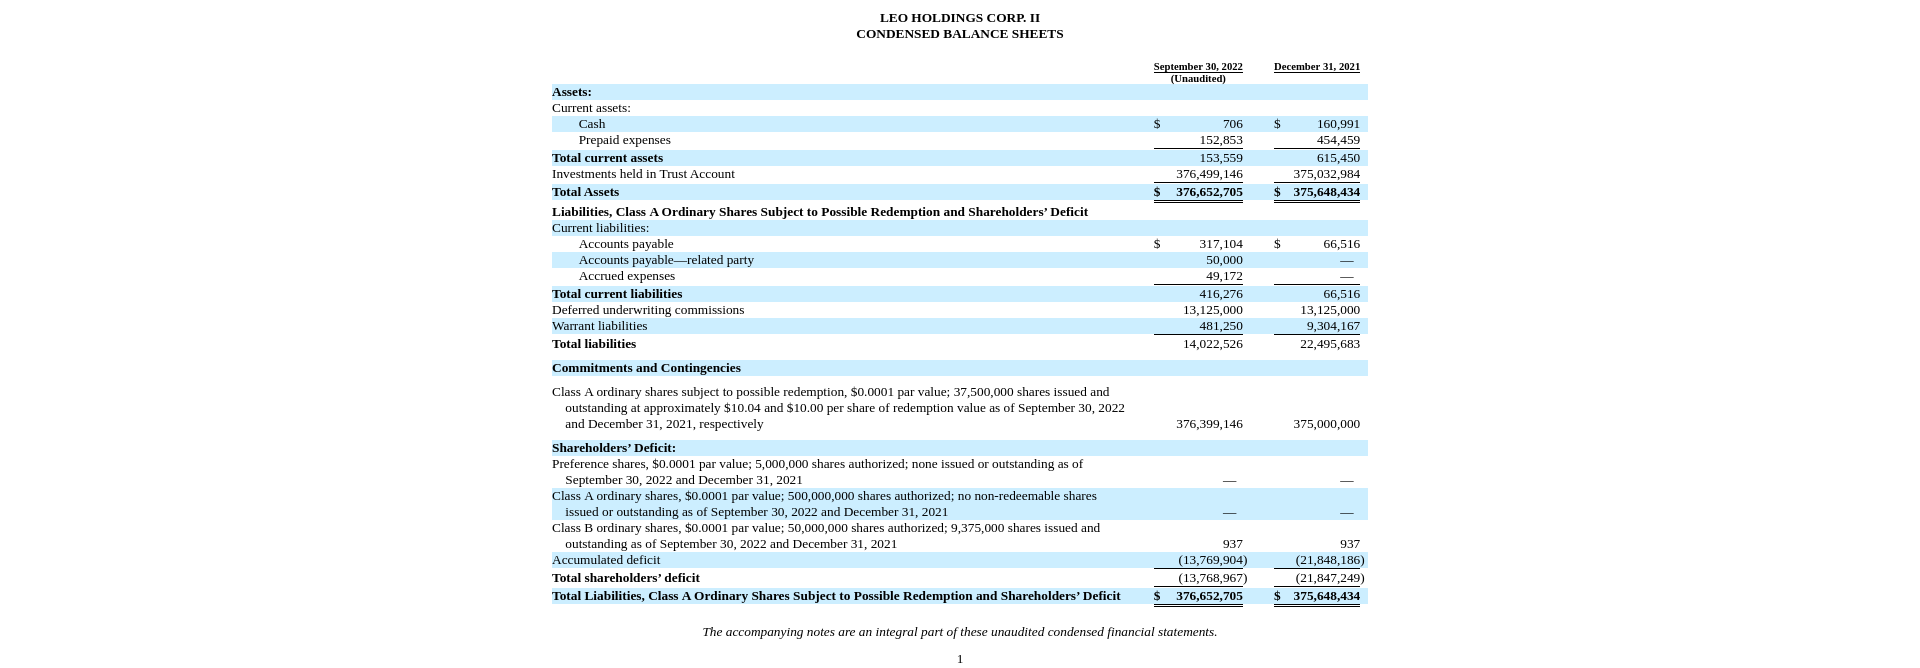 LEO HOLDINGS CORP. II
CONDENSED BALANCE SHEETS
September 30, 2022 December 31, 2021
(Unaudited)
Assets:
Current assets:
Cash $ 706 $ 160,991
Prepaid expenses 152,853 454,459
Total current assets 153,559 615,450
Investments held in Trust Account 376,499,146 375,032,984
Total Assets $ 376,652,705 $ 375,648,434
Liabilities, Class A Ordinary Shares Subject to Possible Redemption and Shareholders’ Deficit
Current liabilities:
Accounts payable $ 317,104 $ 66,516
Accounts payable—related party 50,000 —
Accrued expenses 49,172 —
Total current liabilities 416,276 66,516
Deferred underwriting commissions 13,125,000 13,125,000
Warrant liabilities 481,250 9,304,167
Total liabilities 14,022,526 22,495,683
Commitments and Contingencies
Class A ordinary shares subject to possible redemption, $0.0001 par value; 37,500,000 shares issued and
outstanding at approximately $10.04 and $10.00 per share of redemption value as of September 30, 2022
and December 31, 2021, respectively 376,399,146 375,000,000
Shareholders’ Deficit:
Preference shares, $0.0001 par value; 5,000,000 shares authorized; none issued or outstanding as of
September 30, 2022 and December 31, 2021 — —
Class A ordinary shares, $0.0001 par value; 500,000,000 shares authorized; no non-redeemable shares
issued or outstanding as of September 30, 2022 and December 31, 2021 — —
Class B ordinary shares, $0.0001 par value; 50,000,000 shares authorized; 9,375,000 shares issued and
outstanding as of September 30, 2022 and December 31, 2021 937 937
Accumulated deficit (13,769,904) (21,848,186)
Total shareholders’ deficit (13,768,967) (21,847,249)
Total Liabilities, Class A Ordinary Shares Subject to Possible Redemption and Shareholders’ Deficit $ 376,652,705 $ 375,648,434
The accompanying notes are an integral part of these unaudited condensed financial statements.
1